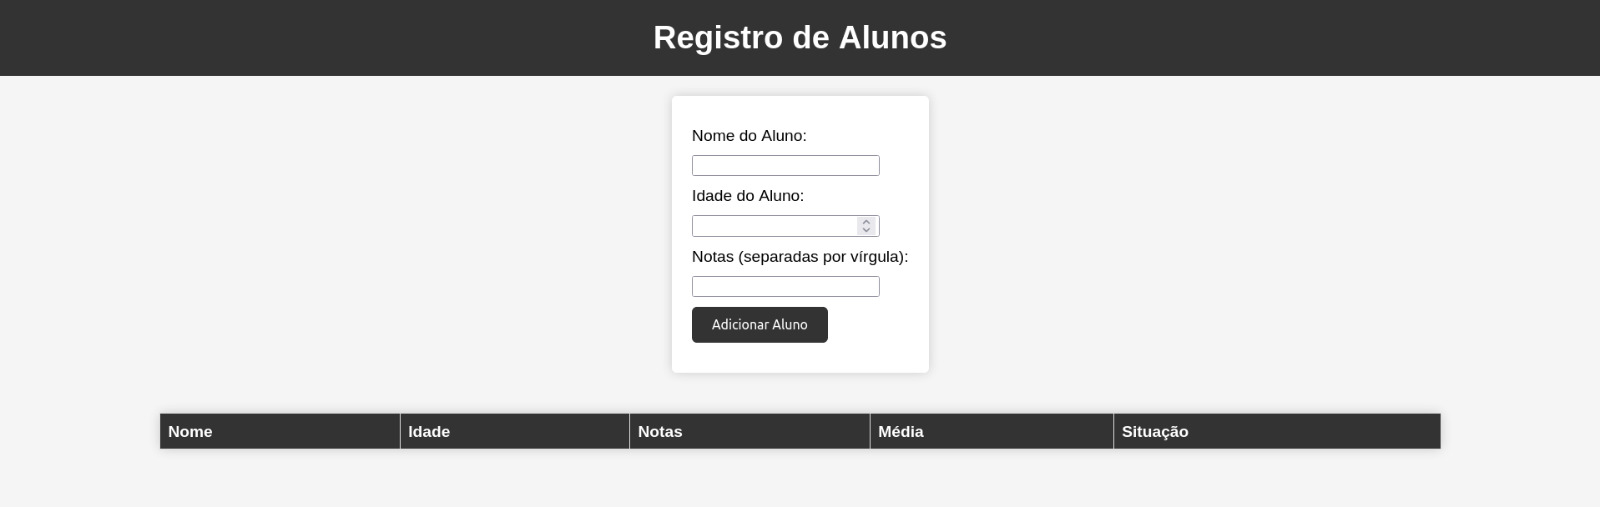 Registro de Alunos
Nome do Aluno:
Idade do Aluno:
Notas (separadas por vírgula):
Adicionar Aluno
Nome Idade Notas Média Situação